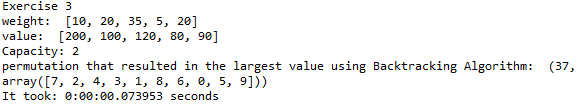 Exercise 3
weight:  [10, 20, 35, 5, 20]
value:  [200, 100, 120, 80, 90]
Capacity: 2
permutation that resulted in the largest value using Backtracking Algorithm:  (37,
array([7, 2, 4, 3, 1, 8, 6, 0, 5, 9]))
It took: 0:00:00.073953 seconds